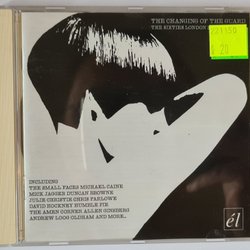 THE CHANGING OF THE GUARD
THE SIXTIES LONDON
221150
20
INCLUDING
THE SMALL FACES MICHAEL CAINE
MICK JAGGER DUNCAN BROWNE
JULIE CHRISTIE CHRIS FARLOWE
DAVID HOCKNEY HUMBLE PIE
THE AMEN CORNER ALLEN GINSBERG
ANDREW LOOG OLDHAM AND MORE..
él